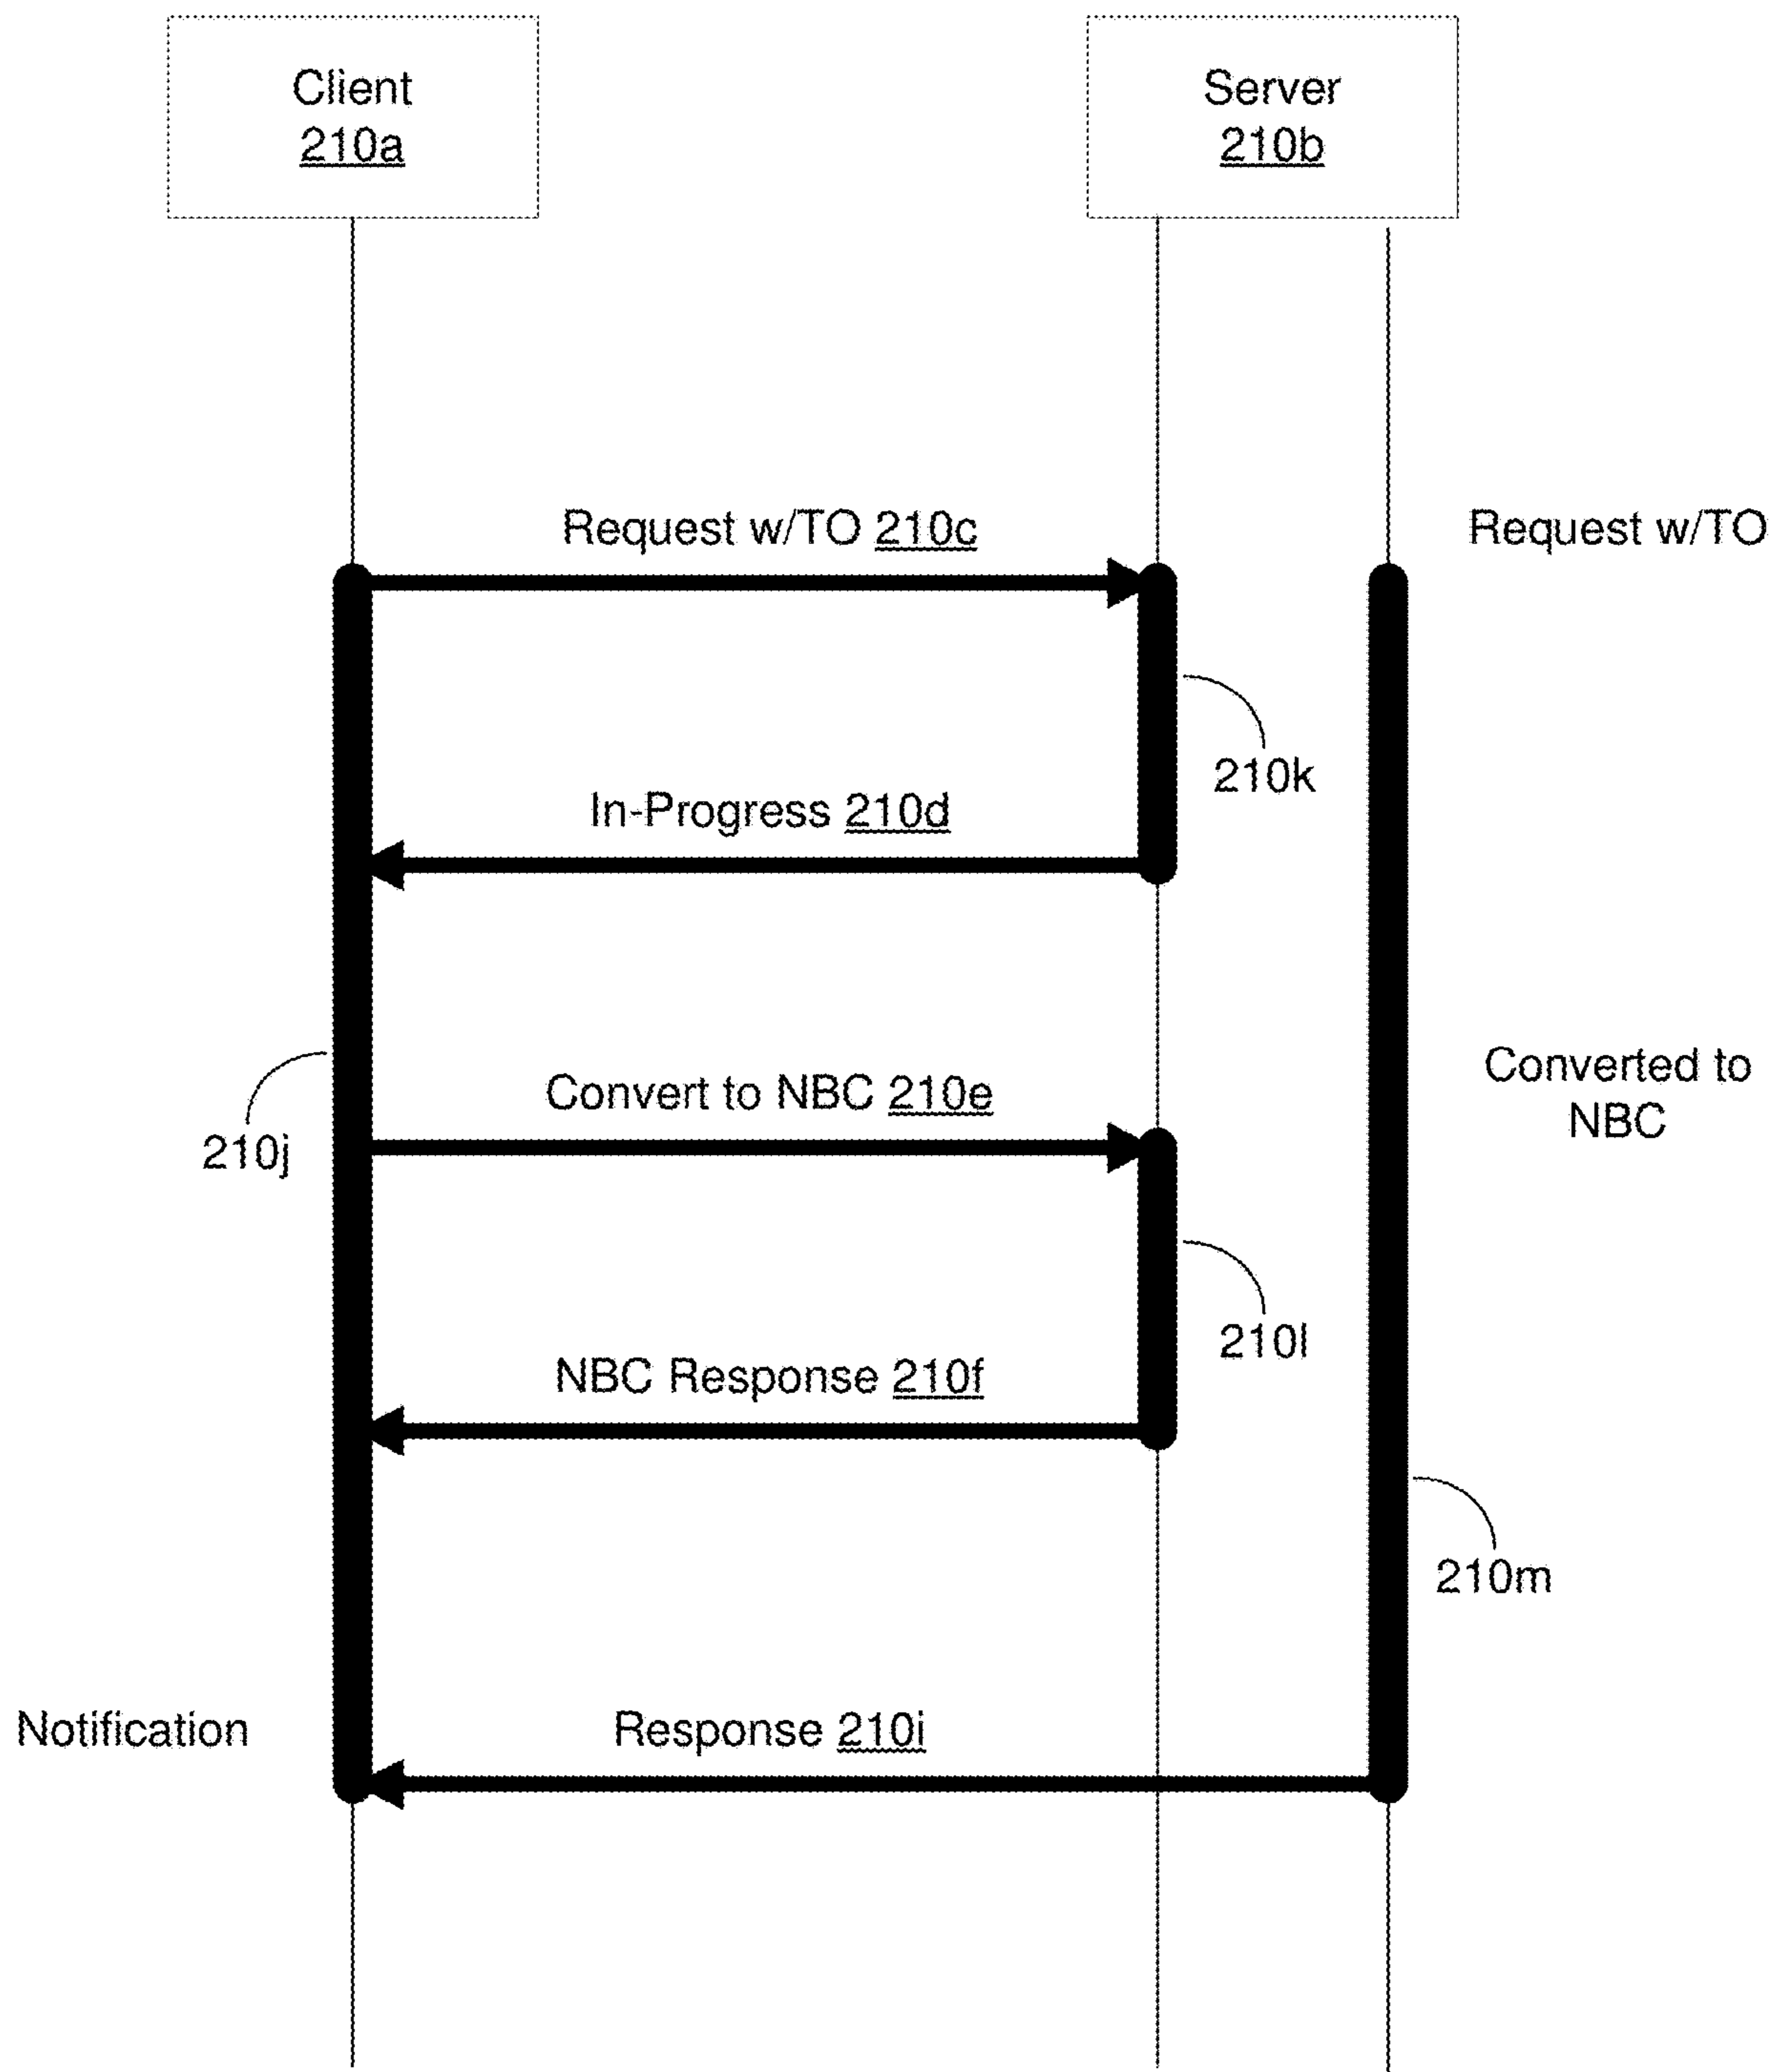 Client
210a
Server
210b
Request w/TO 210c
Request w/TO
210k
In-Progress 210d
Converted to
NBC
Convert to NBC 210e
210j
210l
NBC Response 210f
210m
Notification
Response 210i